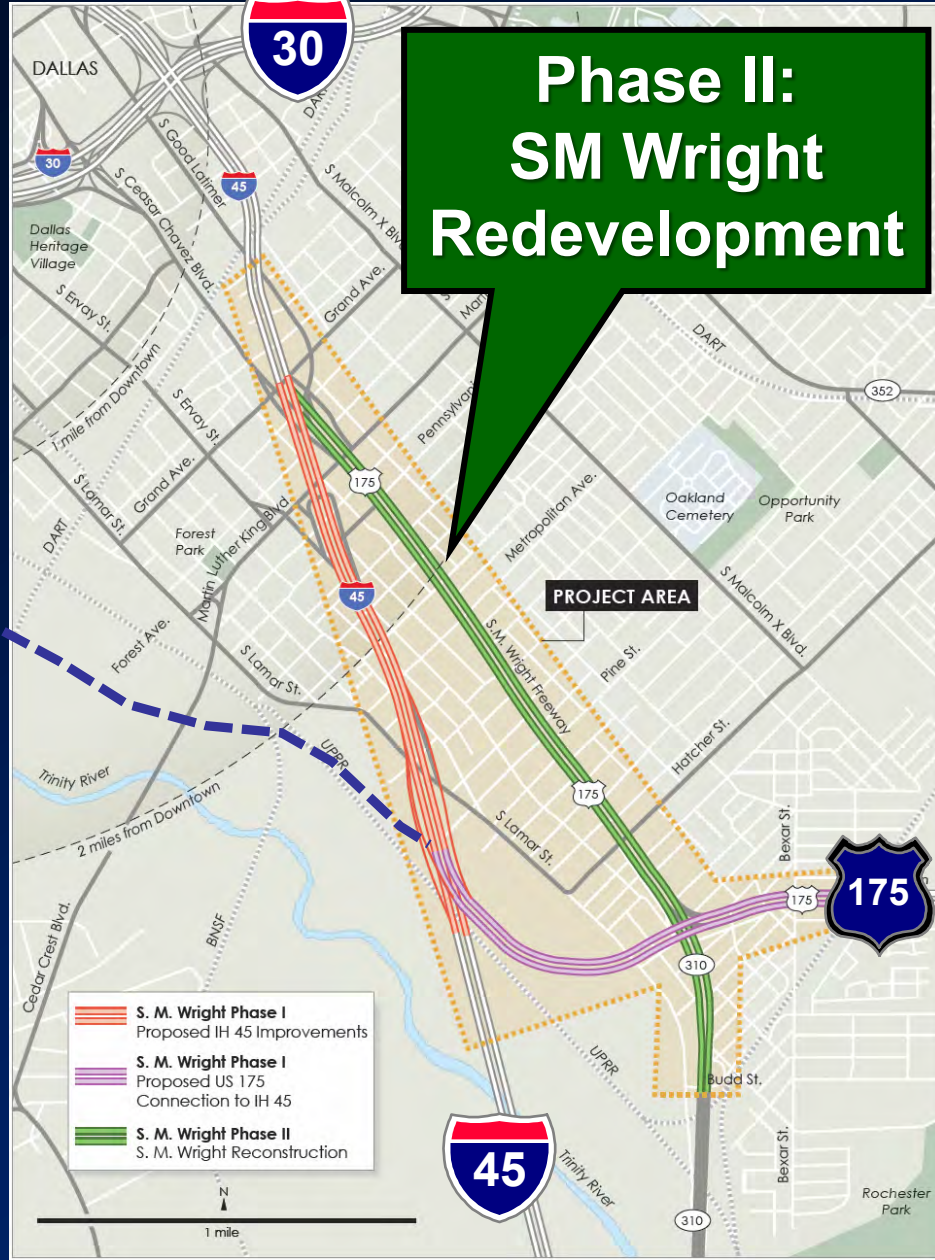 30
Phase II:
SM Wright
Redevelopment
DALLAS
DART
S Good Latimer
30
45
S Malcolm X Blvd.
S Ceasar Chavez Blvd.
Dallas
Heritage
Village
S Ervay St.
Grand Ave.
DART
352
1 mile from Downtown
S Ervay St.
Pennsylvania
175
Grand Ave.
S Lamar St.
DART
Forest
Park
Martin Luther King Blvd.
Metropolitan Ave.
Oakland
Cemetery
Opportunity
Park
45
PROJECT AREA
S Malcolm X Blvd.
Forest Ave.
S Lamar St.
S.M. Wright Freeway
Pine St.
Hatcher St.
UPRR
Trinity River
2 miles from Downtown
175
S Lamar St.
Bexar St.
175
175
Cedar Crest Blvd.
BNSF
310
S. M. Wright Phase I
Proposed IH 45 Improvements
S. M. Wright Phase I
Proposed US 175
Connection to IH 45
S. M. Wright Phase II
S. M. Wright Reconstruction
UPRR
Budd St.
45
Trinity River
Bexar St.
Rochester
Park
310
N
1 mile